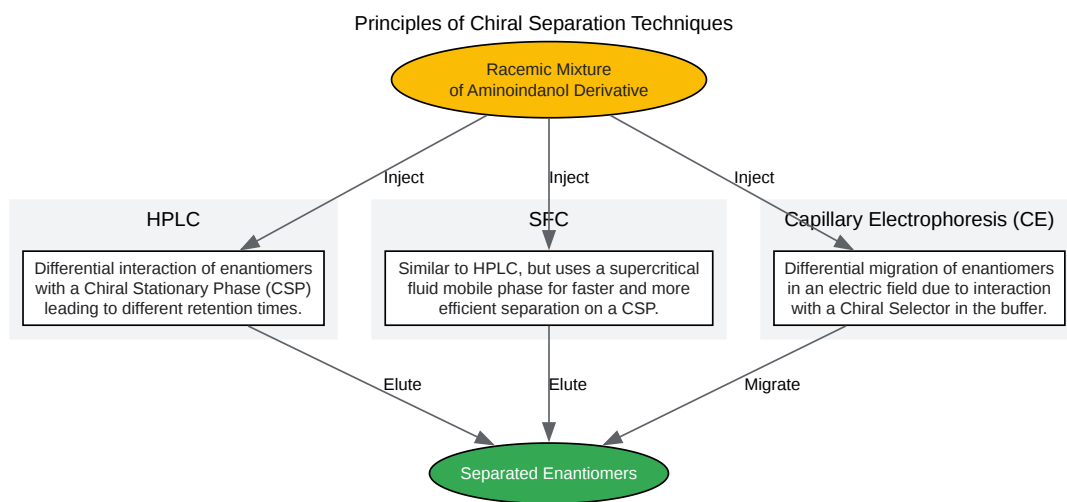 Principles of Chiral Separation Techniques
Racemic Mixture
of Aminoindanol Derivative
Inject
Inject
Inject
HPLC
Differential interaction of enantiomers
with a Chiral Stationary Phase (CSP)
leading to different retention times.
SFC
Similar to HPLC, but uses a supercritical
fluid mobile phase for faster and more
efficient separation on a CSP.
Capillary Electrophoresis (CE)
Differential migration of enantiomers
in an electric field due to interaction
with a Chiral Selector in the buffer.
Elute
Elute
Migrate
Separated Enantiomers